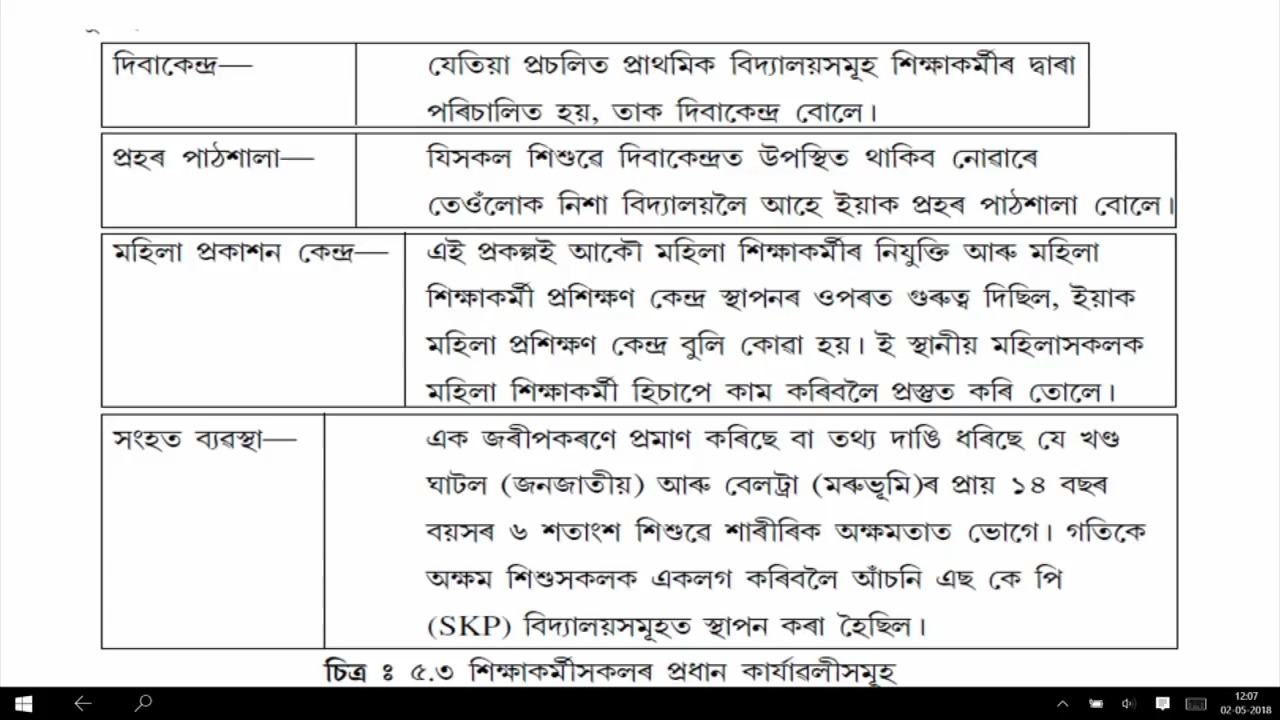 দিবাকেন্দ্ৰ—
যেতিয়া প্ৰচলিত প্ৰাথমিক বিদ্যালয়সমূহ শিক্ষাকৰ্মীৰ দ্বাৰা
পৰিচালিত হয়, তাক দিবাকেন্দ্ৰ বোলে।
প্ৰহৰ পাঠশালা—
যিসকল শিশুৱে দিবাকেন্দ্ৰত উপস্থিত থাকিব নোৱাৰে
তেওঁলোক নিশা বিদ্যালয়লৈ আহে ইয়াক প্ৰহৰ পাঠশালা বোলে।
মহিলা প্ৰকাশন কেন্দ্ৰ—
এই প্ৰকল্পই আকৌ মহিলা শিক্ষাকৰ্মীৰ নিযুক্তি আৰু মহিলা
শিক্ষাকৰ্মী প্ৰশিক্ষণ কেন্দ্ৰ স্থাপনৰ ওপৰত গুৰুত্ব দিছিল, ইয়াক
মহিলা প্ৰশিক্ষণ কেন্দ্ৰ বুলি কোৱা হয়। ই স্থানীয় মহিলাসকলক
মহিলা শিক্ষাকৰ্মী হিচাপে কাম কৰিবলৈ প্ৰস্তুত কৰি তোলে।
সংহত ব্যৱস্থা—
এক জৰীপকৰণে প্ৰমাণ কৰিছে বা তথ্য দাঙি ধৰিছে যে খণ্ড
ঘাটল (জনজাতীয়) আৰু বেলট্ৰা (মৰুভূমি)ৰ প্ৰায় ১৪ বছৰ
বয়সৰ ৬ শতাংশ শিশুৱে শাৰীৰিক অক্ষমতাত ভোগে। গতিকে
অক্ষম শিশুসকলক একলগ কৰিবলৈ আঁচনি এছ কে পি
(SKP) বিদ্যালয়সমূহত স্থাপন কৰা হৈছিল।
চিত্ৰ ঃ ৫.৩ শিক্ষাকৰ্মীসকলৰ প্ৰধান কাৰ্যাৱলীসমূহ
12:07
02-05-2018